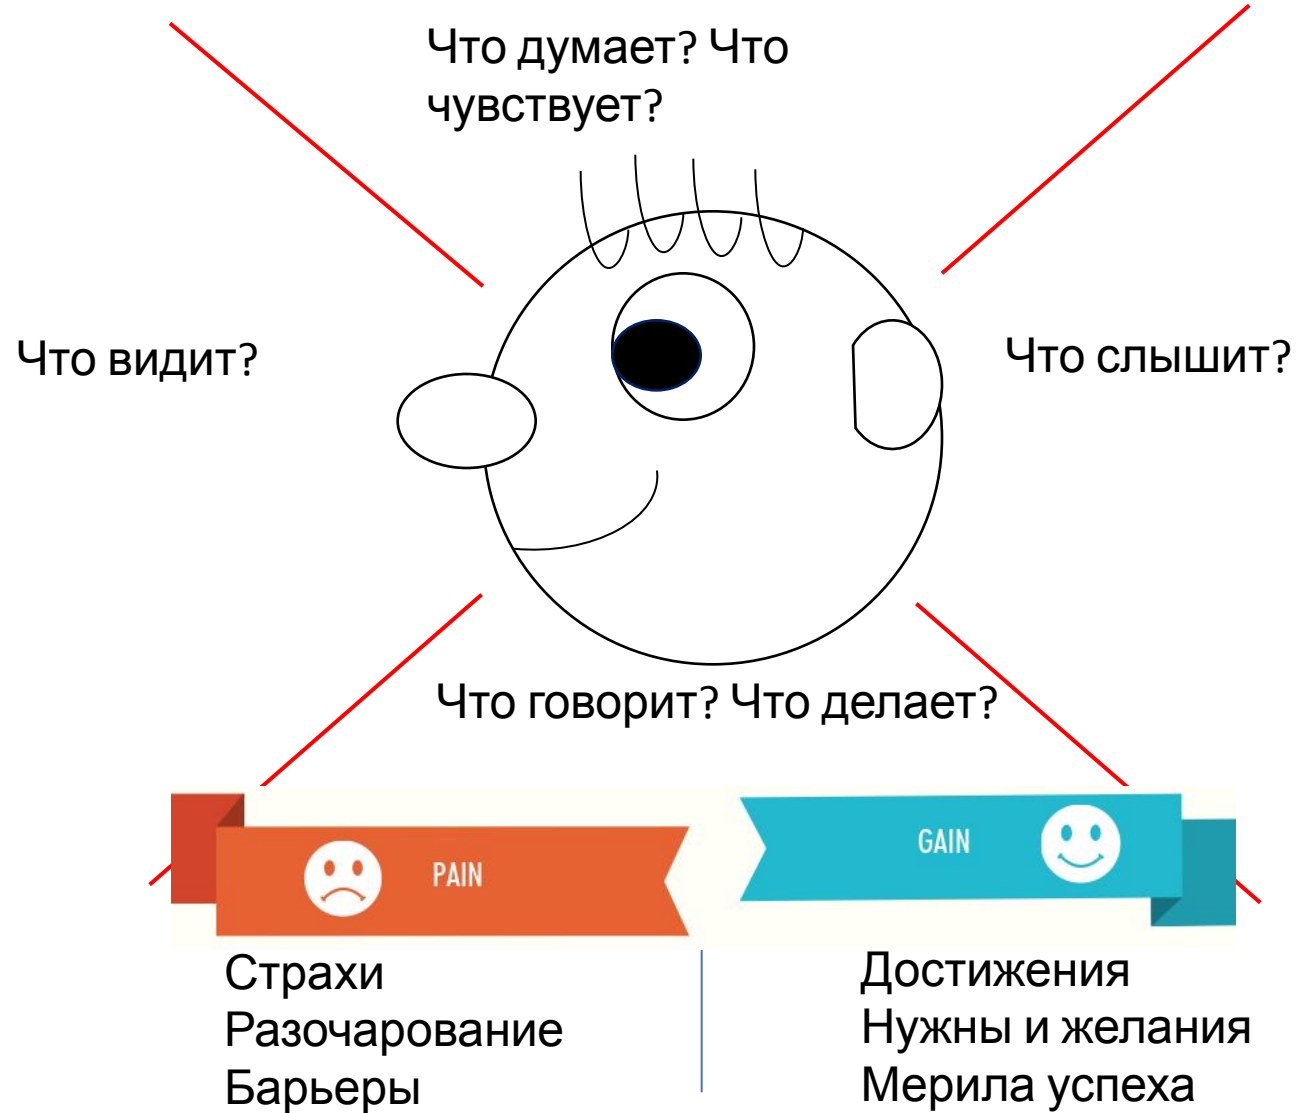 Что думает? Что
чувствует?
Что видит?
Что слышит?
Что говорит? Что делает?
PAIN
GAIN
Страхи
Разочарование
Барьеры
Достижения
Нужны и желания
Мерила успеха